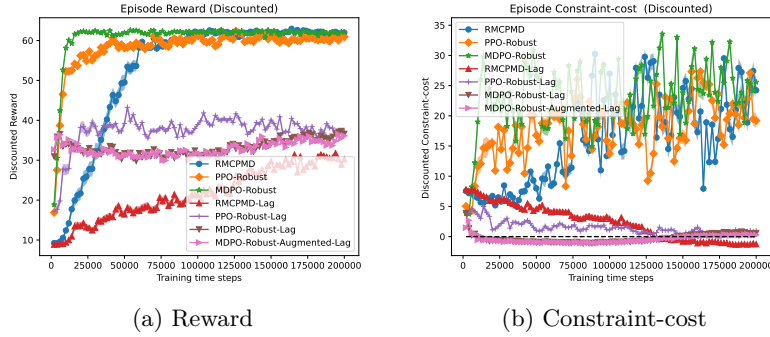 Episode Reward (Discounted)
Discounted Reward
60
50
40
30
20
10
RMCPMD
PPO-Robust
MDPO-Robust
RMCPMD-Lag
PPO-Robust-Lag
MDPO-Robust-Lag
MDPO-Robust-Augmented-Lag
0 25000 50000 75000 100000 125000 150000 175000 200000
Training time steps
(a) Reward
Episode Constraint-cost (Discounted)
Discounted Constraint-cost
35
30
25
20
15
10
5
0
RMCPMD
PPO-Robust
MDPO-Robust
RMCPMD-Lag
PPO-Robust-Lag
MDPO-Robust-Lag
MDPO-Robust-Augmented-Lag
0 25000 50000 75000 100000 125000 150000 175000 200000
Training time steps
(b) Constraint-cost